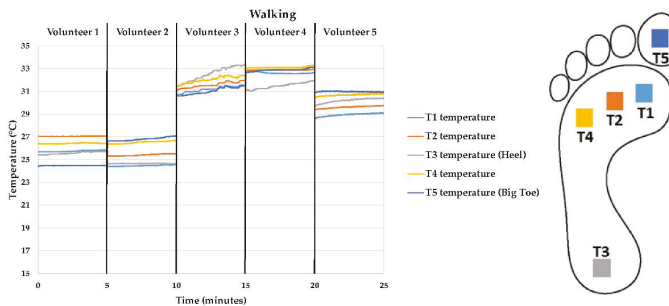 Walking
Volunteer 1 Volunteer 2 Volunteer 3 Volunteer 4 Volunteer 5
35
33
31
29
27
25
23
21
19
17
15
0 5 10 15 20 25
Temperature (°C)
Time (minutes)
T1 temperature
T2 temperature
T3 temperature (Heel)
T4 temperature
T5 temperature (Big Toe)
T5
T1
T2
T4
T3